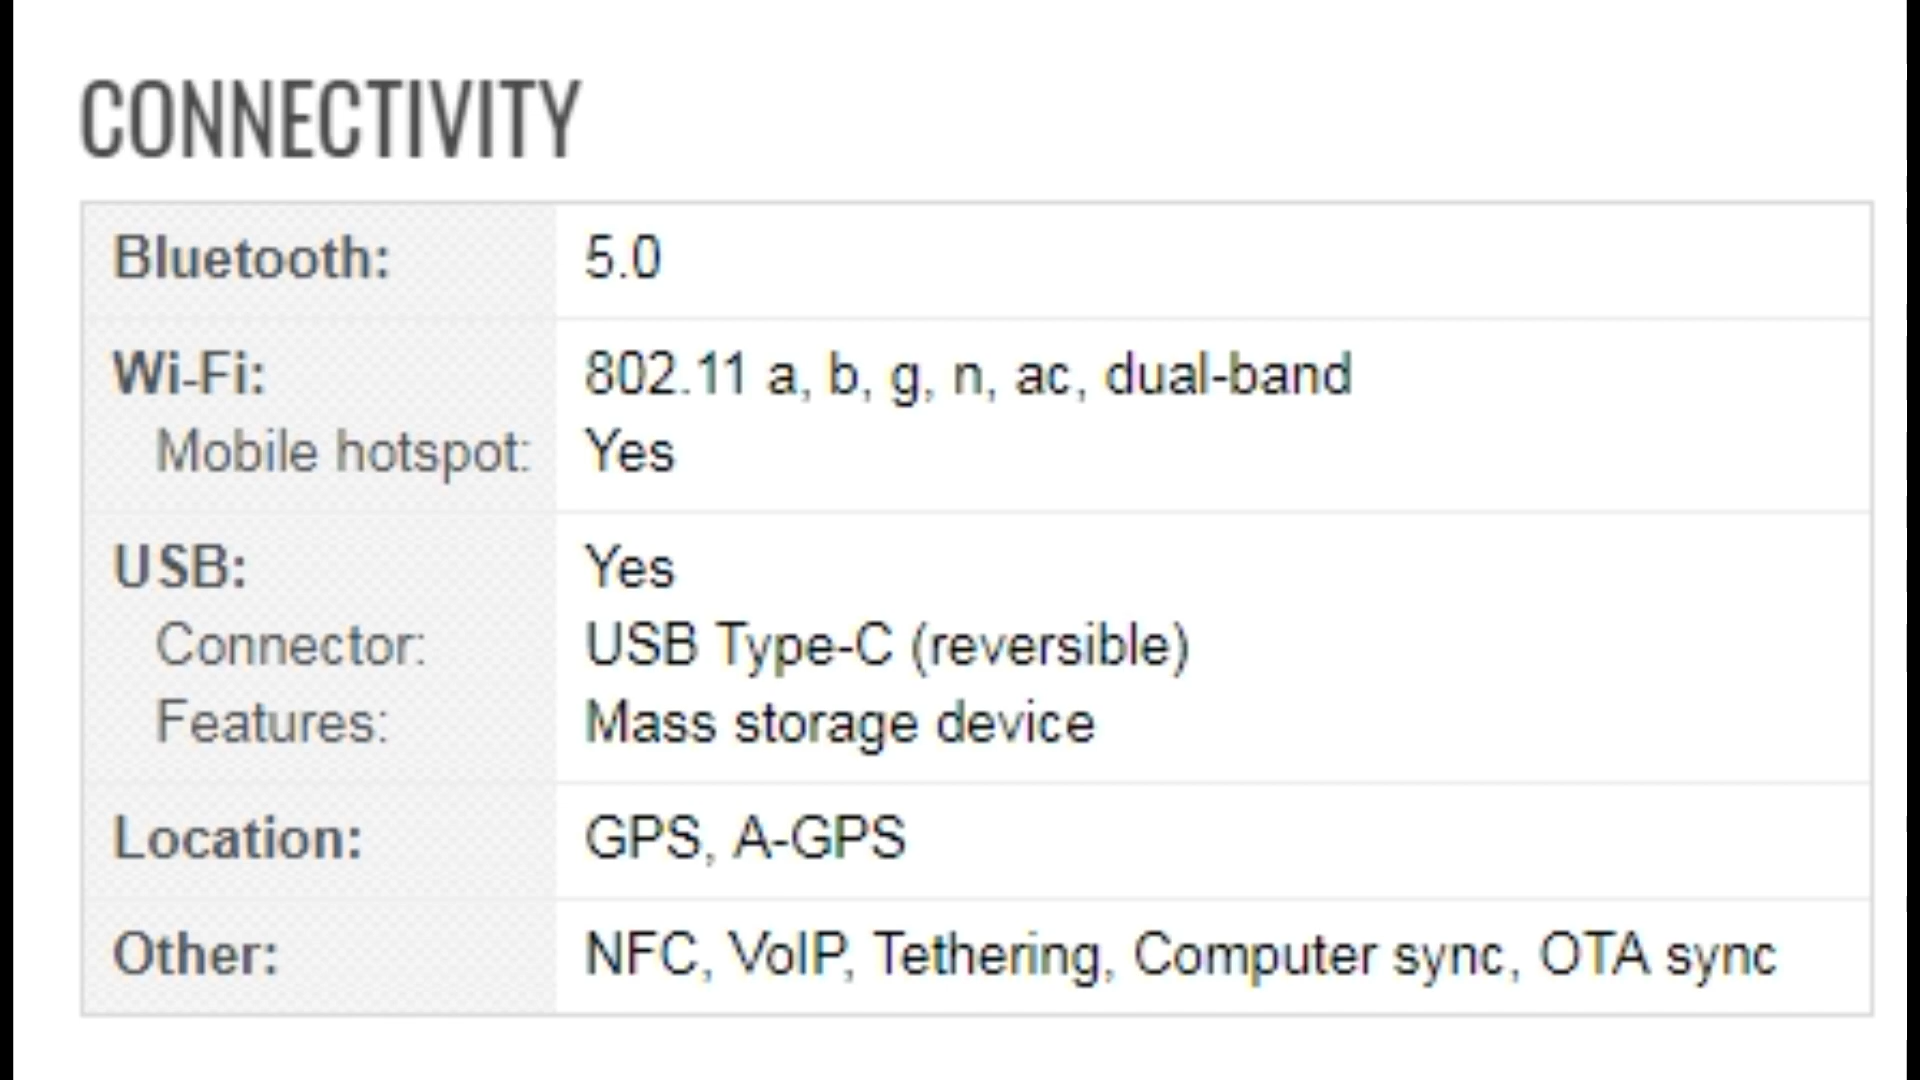 CONNECTIVITY
Bluetooth: 5.0
Wi-Fi: 802.11 a, b, g, n, ac, dual-band
Mobile hotspot: Yes
USB: Yes
Connector: USB Type-C (reversible)
Features: Mass storage device
Location: GPS, A-GPS
Other: NFC, VoIP, Tethering, Computer sync, OTA sync